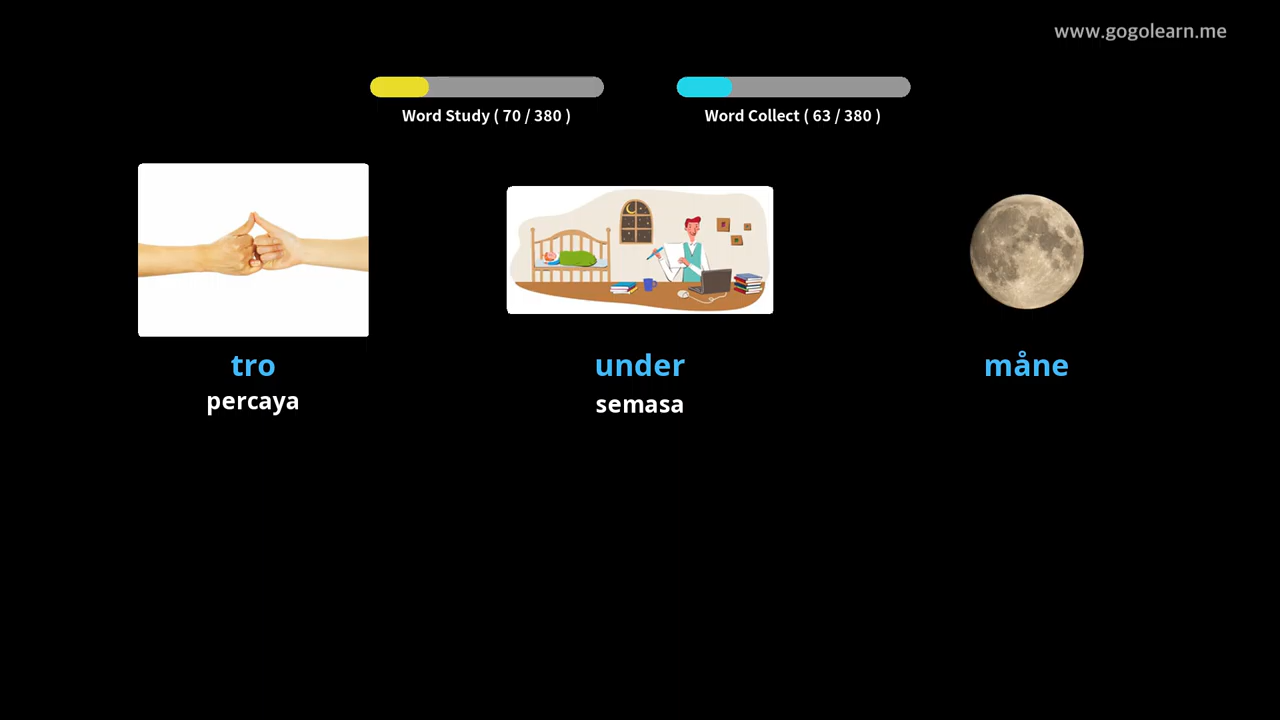 www.gogolearn.me
Word Study ( 70 / 380 )
Word Collect ( 63 / 380 )
tro
percaya
under
semasa
måne